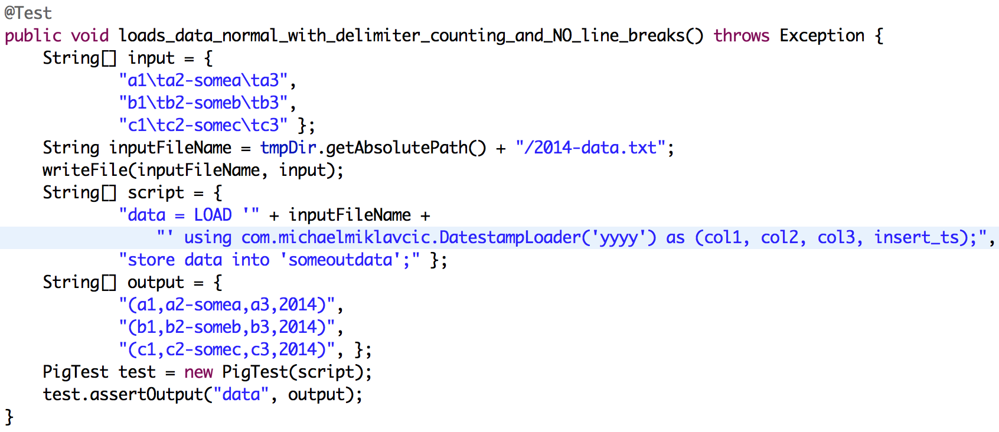 @Test
public void loads_data_normal_with_delimiter_counting_and_NO_line_breaks() throws Exception {
    String[] input = {
            "a1\ta2-somea\ta3",
            "b1\tb2-someb\tb3",
            "c1\tc2-somec\tc3" };
    String inputFileName = tmpDir.getAbsolutePath() + "/2014-data.txt";
    writeFile(inputFileName, input);
    String[] script = {
            "data = LOAD '" + inputFileName +
                "' using com.michaelmiklavcic.DatestampLoader('yyyy') as (col1, col2, col3, insert_ts);",
            "store data into 'someoutdata';" };
    String[] output = {
            "(a1,a2-somea,a3,2014)",
            "(b1,b2-someb,b3,2014)",
            "(c1,c2-somec,c3,2014)", };
    PigTest test = new PigTest(script);
    test.assertOutput("data", output);
}